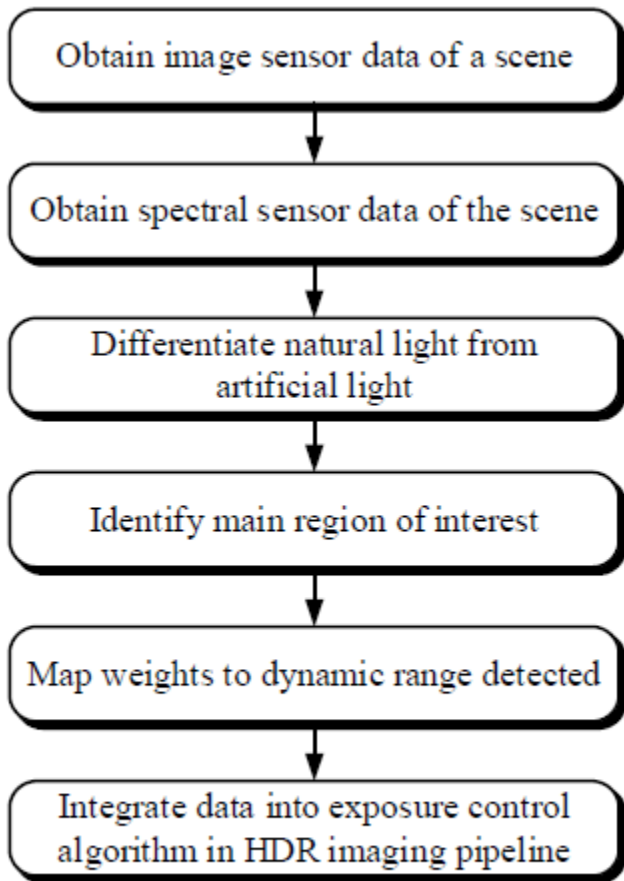 Obtain image sensor data of a scene
Obtain spectral sensor data of the scene
Differentiate natural light from
artificial light
Identify main region of interest
Map weights to dynamic range detected
Integrate data into exposure control
algorithm in HDR imaging pipeline